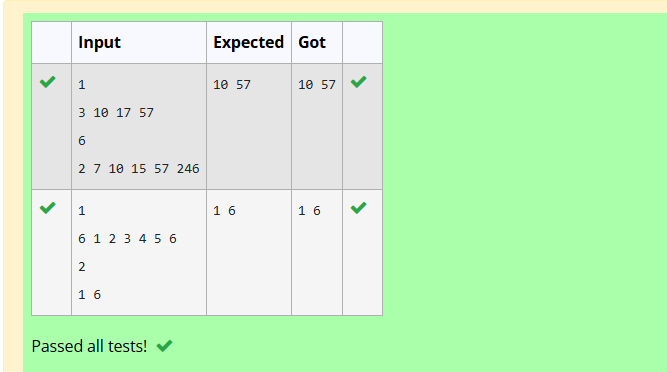 Input Expected Got
1 10 57 10 57
3 10 17 57
6
2 7 10 15 57 246
1 1 6 1 6
6 1 2 3 4 5 6
2
1 6
Passed all tests!